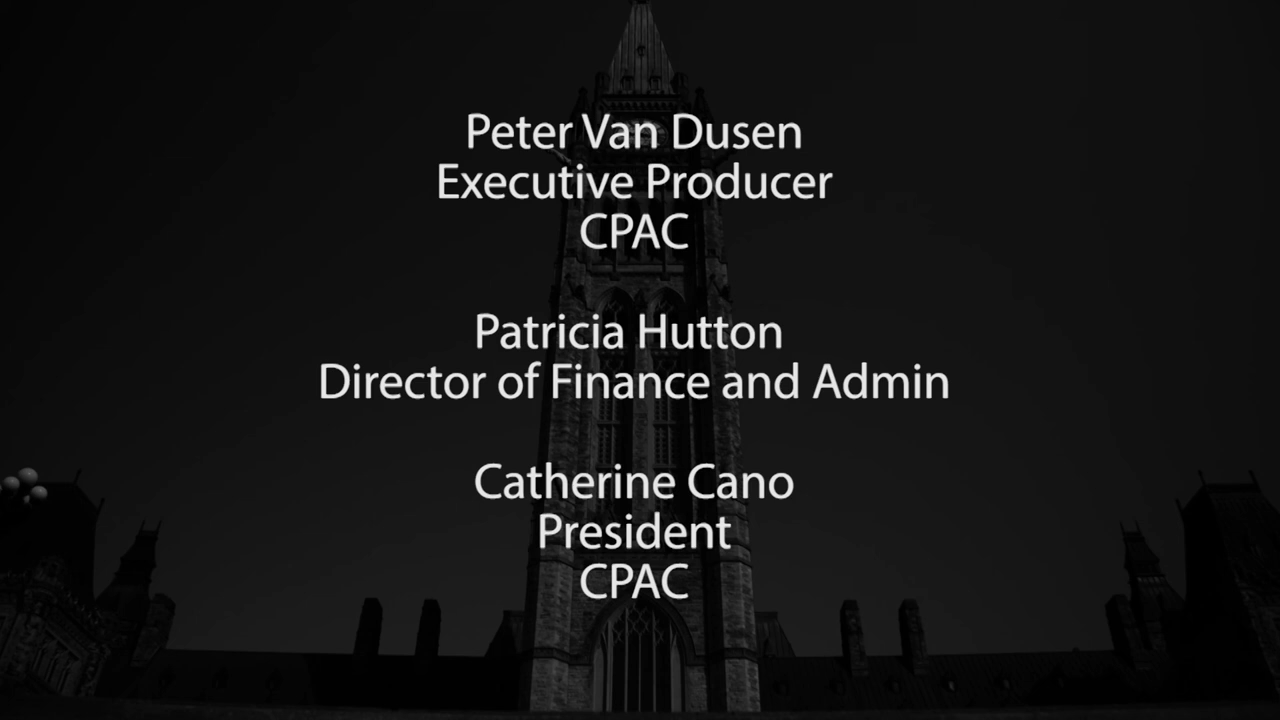 Peter Van Dusen
Executive Producer
CPAC
Patricia Hutton
Director of Finance and Admin
Catherine Cano
President
CPAC